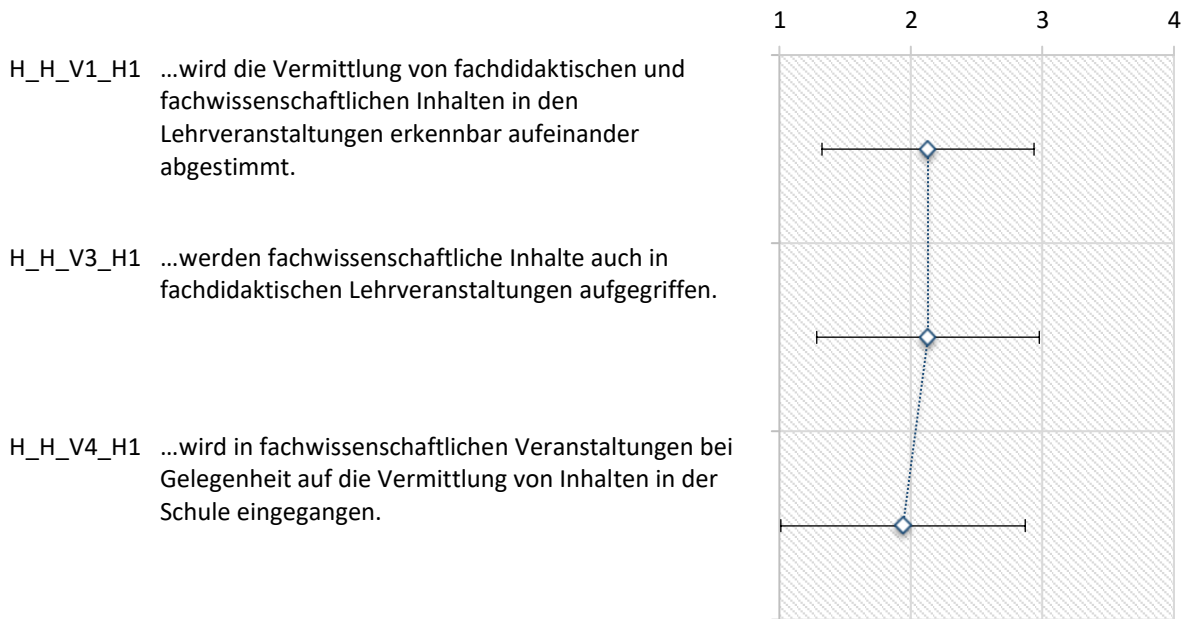 1 2 3 4
H_H_V1_H1 …wird die Vermittlung von fachdidaktischen und
fachwissenschaftlichen Inhalten in den
Lehrveranstaltungen erkennbar aufeinander
abgestimmt.
H_H_V3_H1 …werden fachwissenschaftliche Inhalte auch in
fachdidaktischen Lehrveranstaltungen aufgegriffen.
H_H_V4_H1 …wird in fachwissenschaftlichen Veranstaltungen bei
Gelegenheit auf die Vermittlung von Inhalten in der
Schule eingegangen.